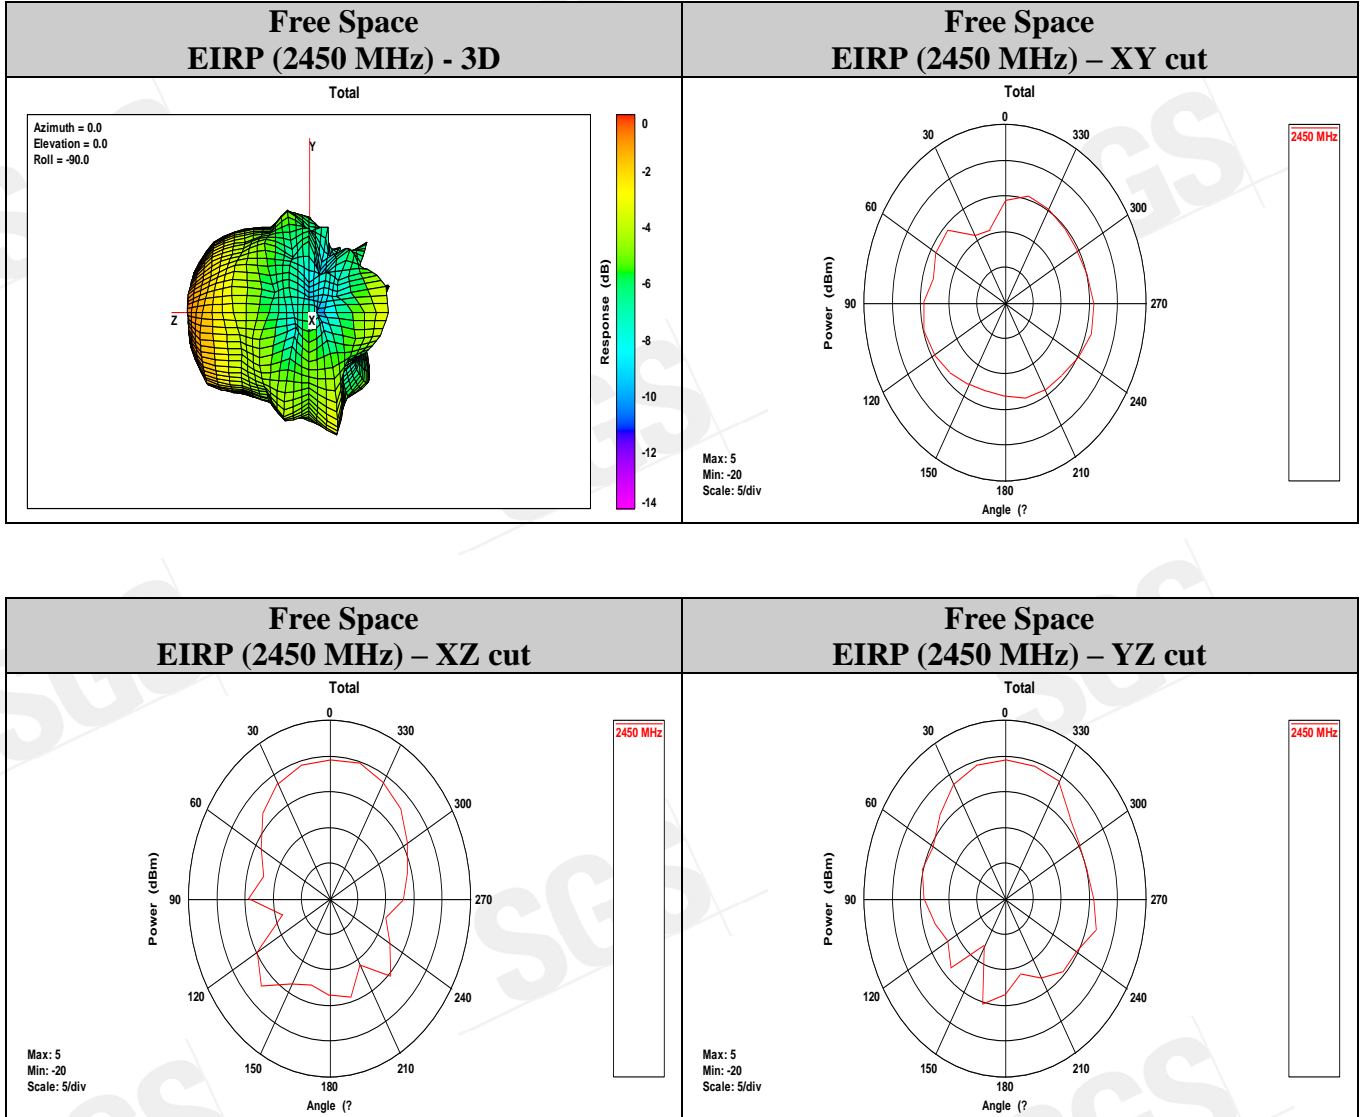 Free Space
EIRP (2450 MHz) - 3D
Total
Azimuth = 0.0
Elevation = 0.0
Roll = -90.0
Y
Z
X
0
-2
-4
-6
-8
-10
-12
-14
Response (dB)
Free Space
EIRP (2450 MHz) – XY cut
Total
0
30
330
60
300
90
270
120
240
150
210
180
Power (dBm)
Max: 5
Min: -20
Scale: 5/div
Angle (?
2450 MHz
Free Space
EIRP (2450 MHz) – XZ cut
Total
0
30
330
60
300
90
270
120
240
150
210
180
Power (dBm)
Max: 5
Min: -20
Scale: 5/div
Angle (?
2450 MHz
Free Space
EIRP (2450 MHz) – YZ cut
Total
0
30
330
60
300
90
270
120
240
150
210
180
Power (dBm)
Max: 5
Min: -20
Scale: 5/div
Angle (?
2450 MHz
SGS
SGS
SGS
SGS
SGS